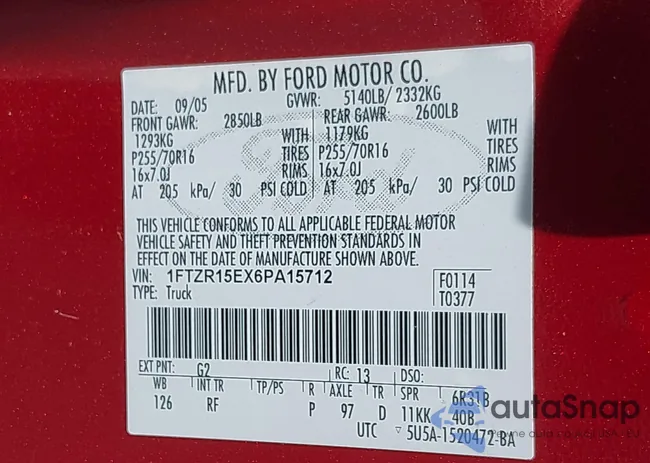 MFD. BY FORD MOTOR CO.
DATE: 09/05 GVWR: 5140LB/ 2332KG
FRONT GAWR: 2850LB REAR GAWR: 2600LB
1293KG WITH 1179KG WITH
P255/70R16 TIRES P255/70R16 TIRES
16x7.0J RIMS 16x7.0J RIMS
AT 205 kPa/ 30 PSI COLD AT 205 kPa/ 30 PSI COLD
THIS VEHICLE CONFORMS TO ALL APPLICABLE FEDERAL MOTOR
VEHICLE SAFETY AND THEFT PREVENTION STANDARDS IN
EFFECT ON THE DATE OF MANUFACTURE SHOWN ABOVE.
VIN: 1FTZR15EX6PA15712 F0114
TYPE: Truck T0377
EXT PNT: G2 RC: 13 DSO:
WB INT TR TP/PS R AXLE TR SPR 6R31B
126 RF P 97 D 11KK 40B
UTC 5U5A-1520472-BA
autoSnap